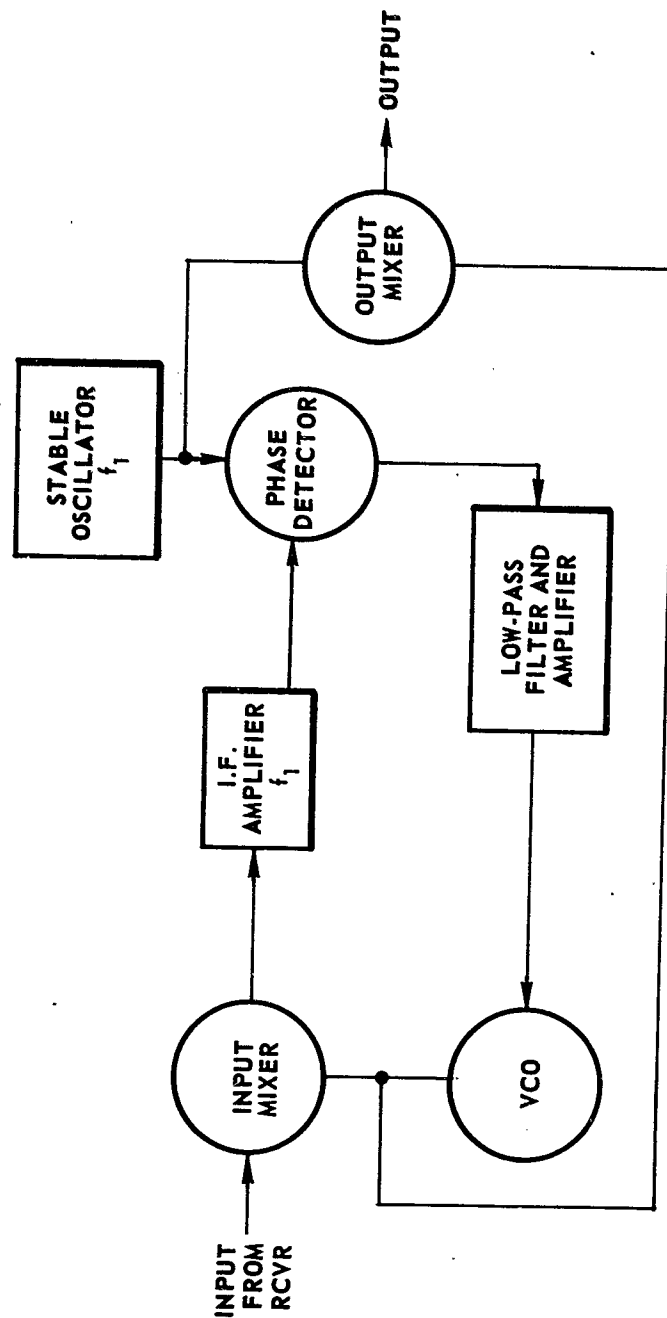 STABLE
OSCILLATOR
f1
OUTPUT
OUTPUT
MIXER
PHASE
DETECTOR
I.F.
AMPLIFIER
f1
LOW-PASS
FILTER AND
AMPLIFIER
INPUT
MIXER
VCO
INPUT
FROM
RCVR